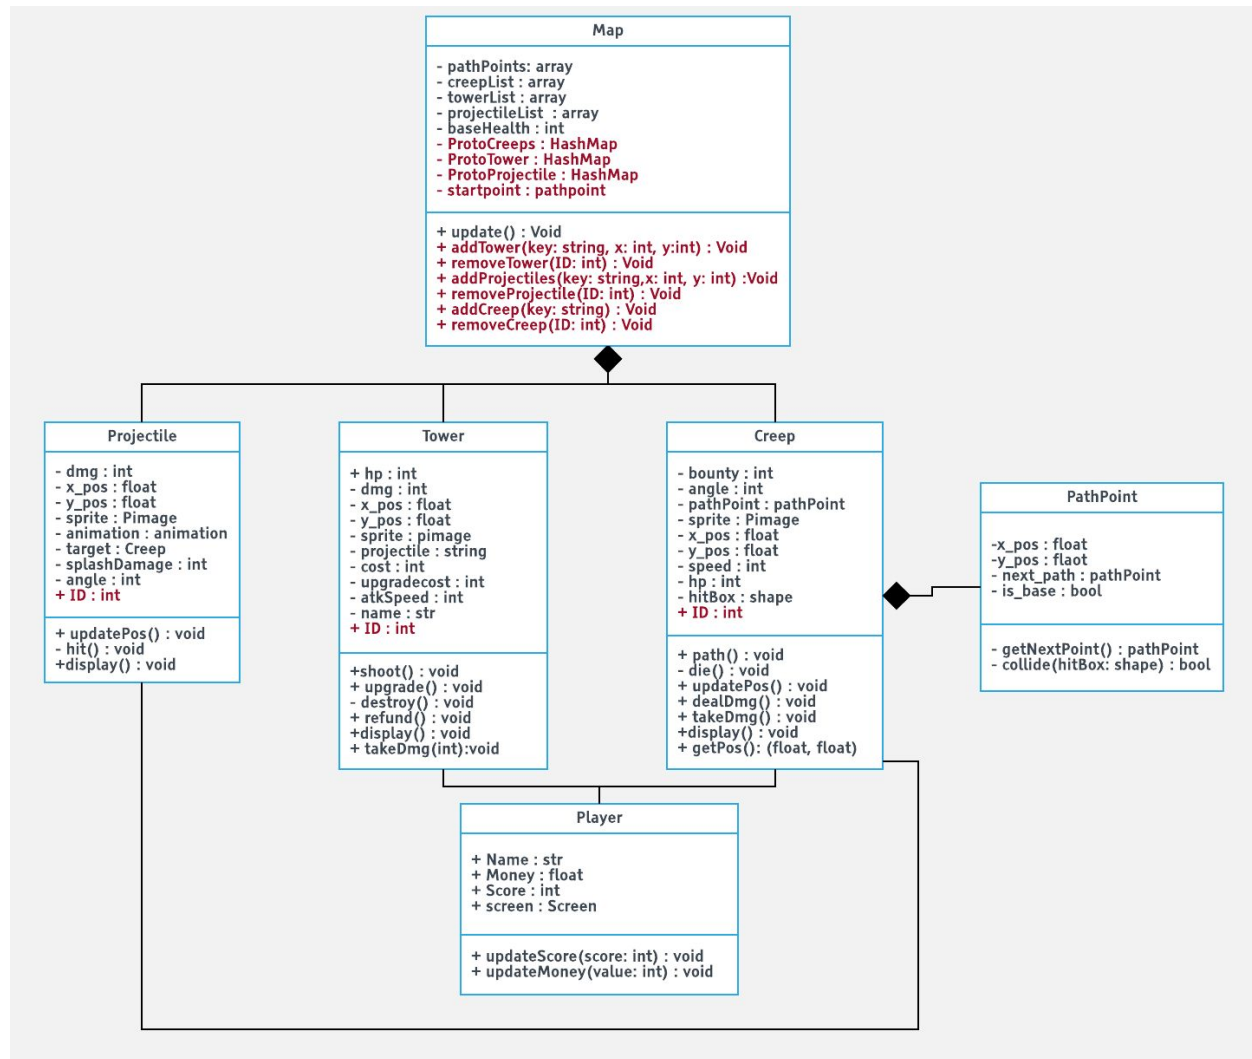 Map
- pathPoints: array
- creepList : array
- towerList : array
- projectileList  : array
- baseHealth : int
- ProtoCreeps : HashMap
- ProtoTower : HashMap
- ProtoProjectile : HashMap
- startpoint : pathpoint
+ update() : Void
+ addTower(key: string, x: int, y:int) : Void
+ removeTower(ID: int) : Void
+ addProjectiles(key: string,x: int, y: int) :Void
+ removeProjectile(ID: int) : Void
+ addCreep(key: string) : Void
+ removeCreep(ID: int) : Void
Projectile
- dmg : int
- x_pos : float
- y_pos : float
- sprite : Pimage
- animation : animation
- target : Creep
- splashDamage : int
- angle : int
+ ID : int
+ updatePos() : void
- hit() : void
+display() : void
Tower
+ hp : int
- dmg : int
- x_pos : float
- y_pos : float
- sprite : pimage
- projectile : string
- cost : int
- upgradecost : int
- atkSpeed : int
- name : str
+ ID : int
+shoot() : void
+ upgrade() : void
- destroy() : void
+ refund() : void
+display() : void
+ takeDmg(int):void
Creep
- bounty : int
- angle : int
- pathPoint : pathPoint
- sprite : Pimage
- x_pos : float
- y_pos : float
- speed : int
- hp : int
- hitBox : shape
+ ID : int
+ path() : void
- die() : void
+ updatePos() : void
+ dealDmg() : void
+ takeDmg() : void
+display() : void
+ getPos(): (float, float)
PathPoint
-x_pos : float
-y_pos : flaot
- next_path : pathPoint
- is_base : bool
- getNextPoint() : pathPoint
- collide(hitBox: shape) : bool
Player
+ Name : str
+ Money : float
+ Score : int
+ screen : Screen
+ updateScore(score: int) : void
+ updateMoney(value: int) : void